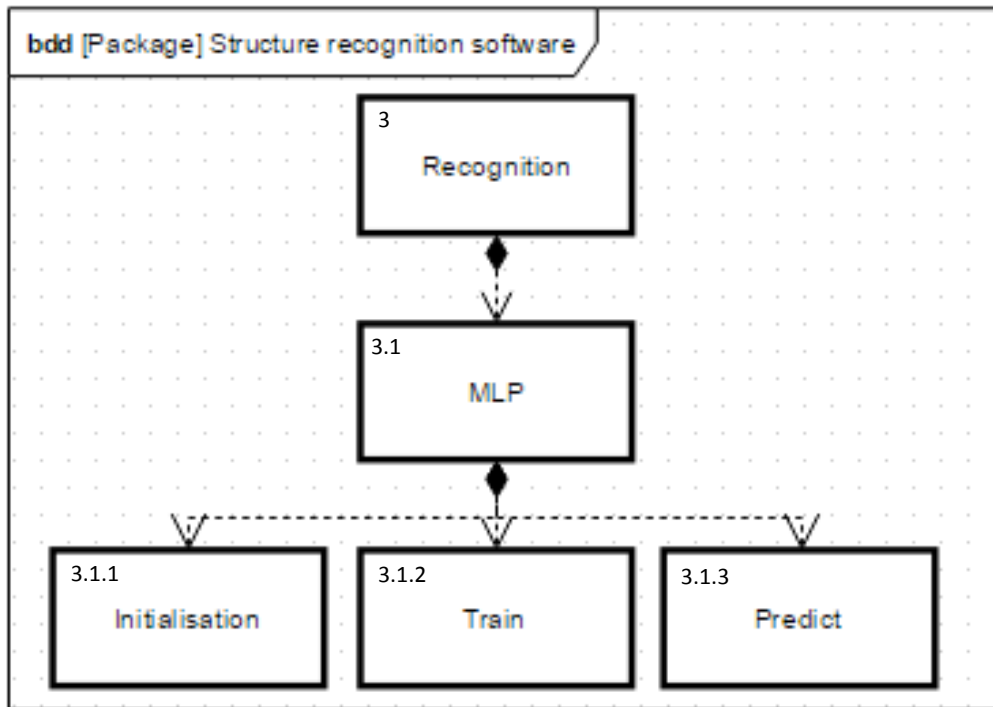 bdd [Package] Structure recognition software
3
Recognition
3.1
MLP
3.1.1
Initialisation
3.1.2
Train
3.1.3
Predict